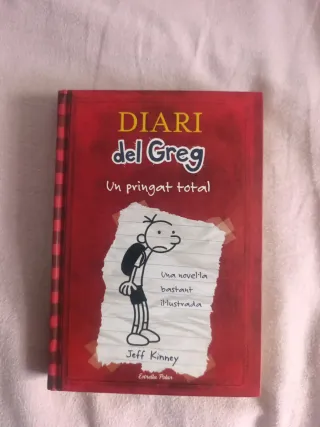 DIARI
del Greg
Un pringat total
Una novel·la
bastant
il·lustrada
Jeff Kinney
Estrella Polar